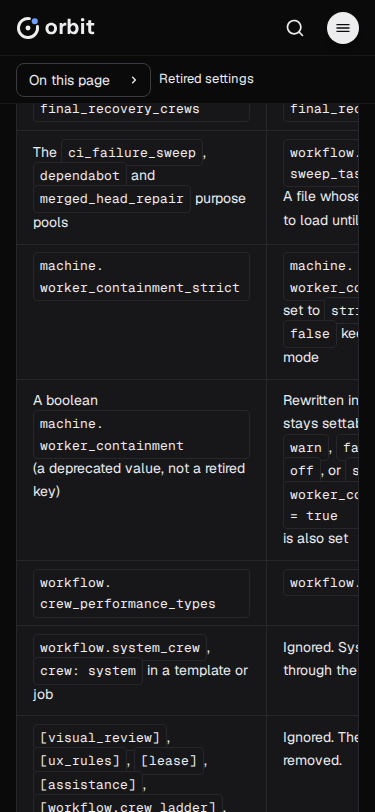 orbit
On this page
Retired settings
final_recovery_crews
final_rec
The ci_failure_sweep,
dependabot and
merged_head_repair purpose
pools
workflow.
sweep_tas
A file whose
to load until
machine.
worker_containment_strict
machine.
worker_co
set to stri
false kee
mode
A boolean
machine.
worker_containment
(a deprecated value, not a retired
key)
Rewritten in
stays settab
warn, fa
off, or s
worker_co
= true
is also set
workflow.
crew_performance_types
workflow.
workflow.system_crew,
crew: system in a template or
job
Ignored. Sys
through the
[visual_review],
[ux_rules], [lease],
[assistance],
[workflow.crew_ladder],
Ignored. The
removed.